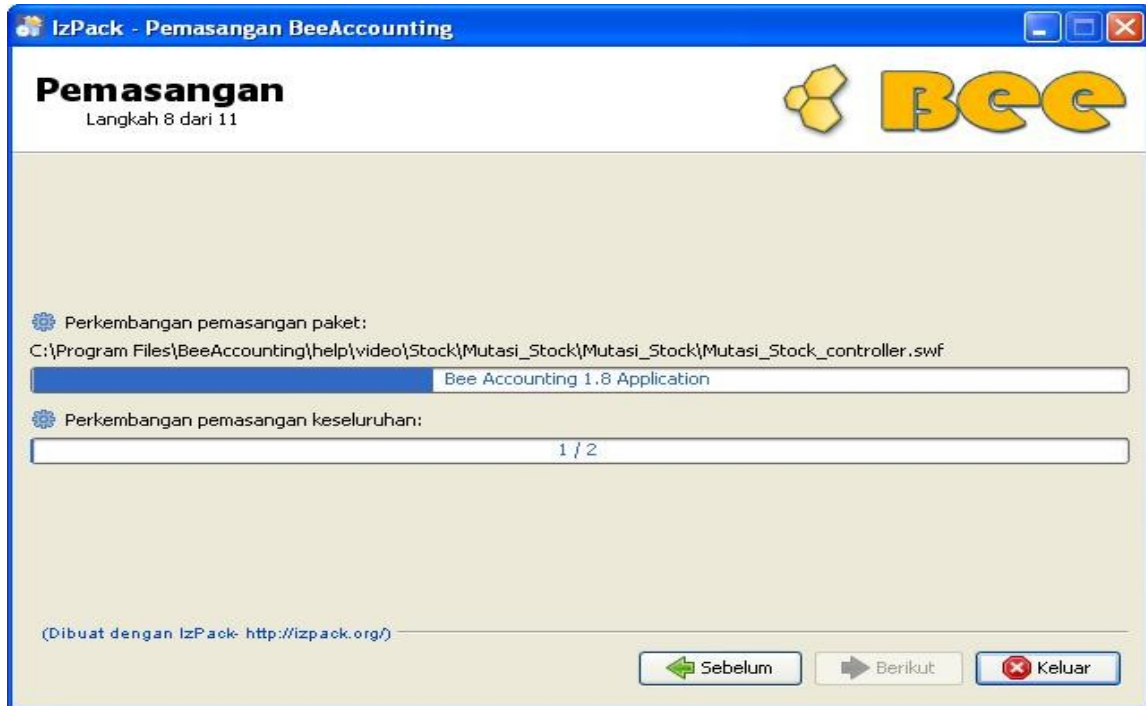 IzPack - Pemasangan BeeAccounting
Pemasangan
Langkah 8 dari 11
Bee
Perkembangan pemasangan paket:
C:\Program Files\BeeAccounting\help\video\Stock\Mutasi_Stock\Mutasi_Stock\Mutasi_Stock_controller.swf
Bee Accounting 1.8 Application
Perkembangan pemasangan keseluruhan:
1 / 2
(Dibuat dengan IzPack- http://izpack.org/)
Sebelum
Berikut
Keluar